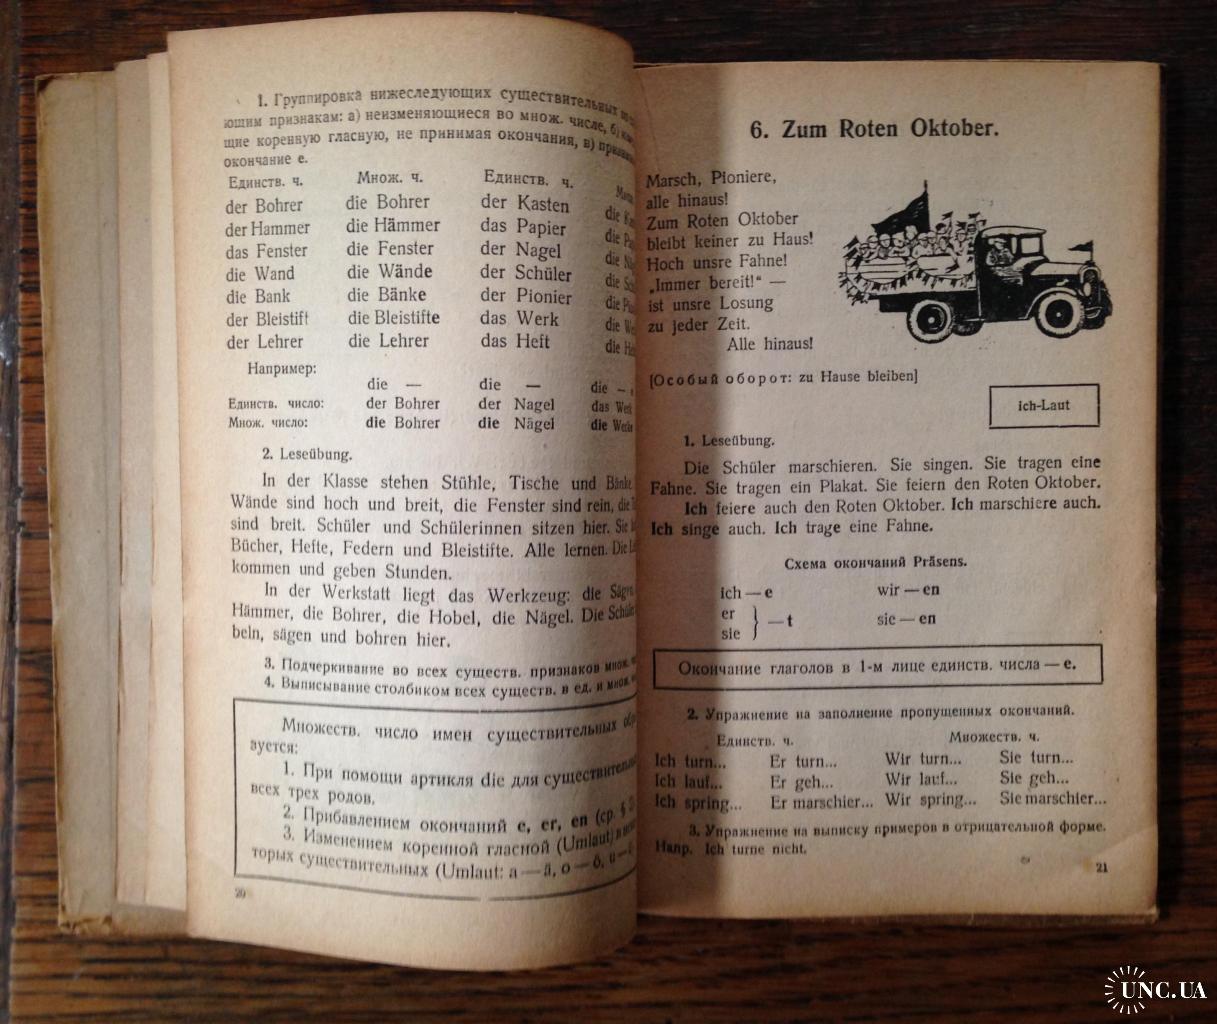 1. Группировка нижеследующих существительных
ющим признакам: а) неизменяющиеся во множ. числе, б)
щие коренную гласную, не принимая окончания, в)
окончание е.
Единств. ч. Множ. ч. Единств. ч.
der Bohrer die Bohrer der Kasten die
der Hammer die Hämmer das Papier die
das Fenster die Fenster der Nagel die
die Wand die Wände der Schüler die
die Bank die Bänke der Pionier die
der Bleistift die Bleistifte das Werk die
der Lehrer die Lehrer das Heft die
Например:
die — die — die – e
Единств. число: der Bohrer der Nagel das Werk
Множ. число: die Bohrer die Nägel die Werke
2. Leseübung.
In der Klasse stehen Stühle, Tische und Bänke.
Wände sind hoch und breit, die Fenster sind rein, die
sind breit. Schüler und Schülerinnen sitzen hier. Sie
Bücher, Hefte, Federn und Bleistifte. Alle lernen. Die
kommen und geben Stunden.
In der Werkstatt liegt das Werkzeug: die Sägen,
Hämmer, die Bohrer, die Hobel, die Nägel. Die Schüler
beln, sägen und bohren hier.
3. Подчеркивание во всех существ. признаков множ.
4. Выписывание столбиком всех существ. в ед. и множ.
Множеств. число имен существительных
зуется:
1. При помощи артикля die для существительных
всех трех родов.
2. Прибавлением окончаний e, er, en (ср. §
3. Изменением коренной гласной (Umlaut) в
торых существительных (Umlaut: a — ä, o — ö, u —
20
6. Zum Roten Oktober.
Marsch, Pioniere,
alle hinaus!
Zum Roten Oktober
bleibt keiner zu Haus!
Hoch unsre Fahne!
„Immer bereit!“ —
ist unsre Losung
zu jeder Zeit.
Alle hinaus!
[Особый оборот: zu Hause bleiben]
ich-Laut
1. Leseübung.
Die Schüler marschieren. Sie singen. Sie tragen eine
Fahne. Sie tragen ein Plakat. Sie feiern den Roten Oktober.
Ich feiere auch den Roten Oktober. Ich marschiere auch.
Ich singe auch. Ich trage eine Fahne.
Схема окончаний Präsens.
ich — e wir — en
er
sie } — t sie — en
Окончание глаголов в 1-м лице единств. числа — e.
2. Упражнение на заполнение пропущенных окончаний.
Единств. ч. Множеств. ч.
Ich turn... Er turn... Wir turn... Sie turn...
Ich lauf... Er geh... Wir lauf... Sie geh...
Ich spring... Er marschier... Wir spring... Sie marschier...
3. Упражнение на выписку примеров в отрицательной форме.
Напр. Ich turne nicht.
21
UNC.UA